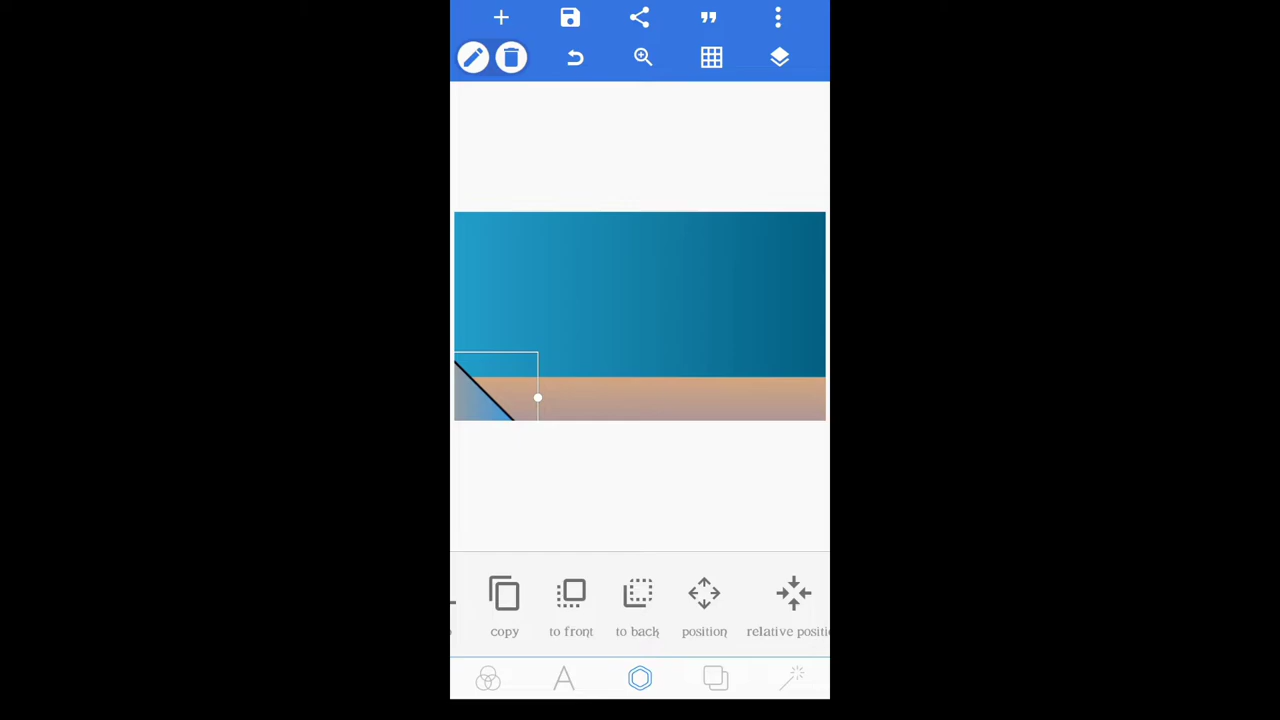 copy
to front
to back
position
relative positi